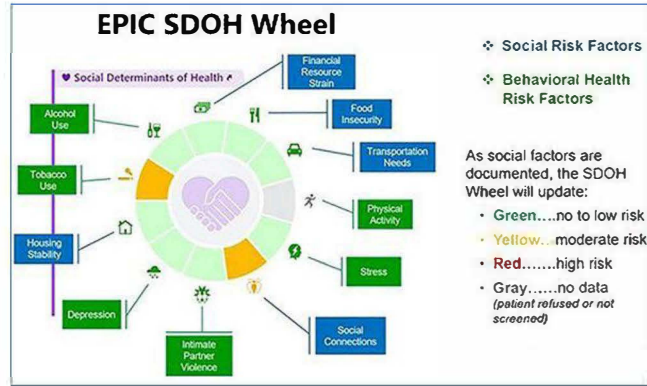 EPIC SDOH Wheel
Social Determinants of Health
Financial
Resource
Strain
Alcohol
Use
Food
Insecurity
Transportation
Needs
Tobacco
Use
Physical
Activity
Housing
Stability
Stress
Depression
Social
Connections
Intimate
Partner
Violence
❖ Social Risk Factors
❖ Behavioral Health
Risk Factors
As social factors are
documented, the SDOH
Wheel will update:
• Green....no to low risk
• Yellow...moderate risk
• Red.......high risk
• Gray......no data
(patient refused or not
screened)